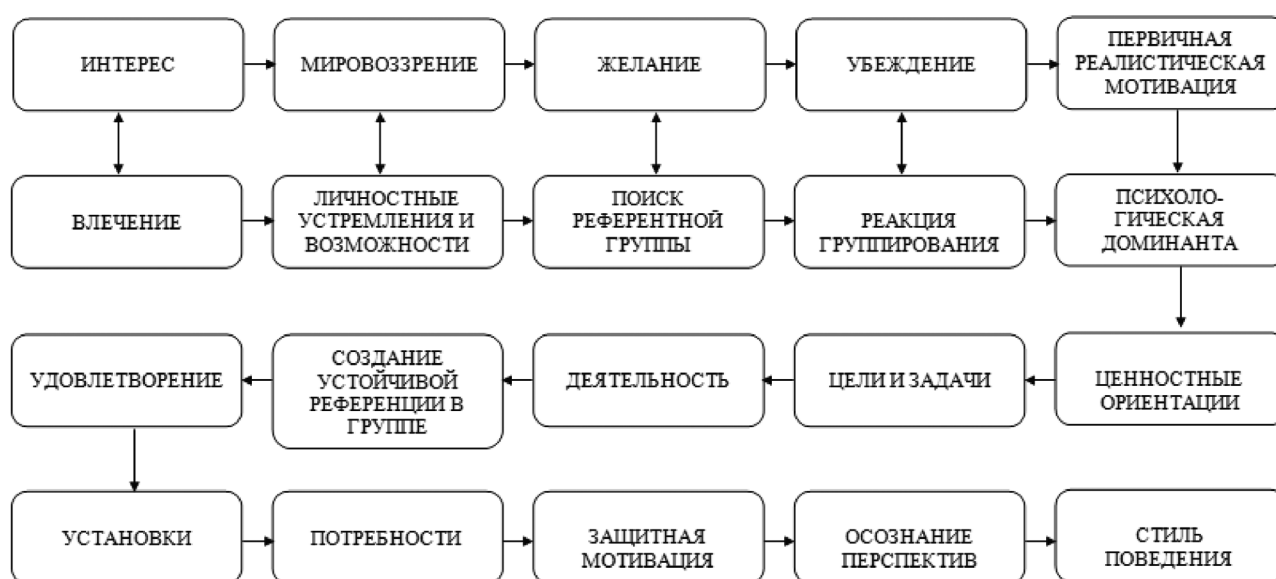 ИНТЕРЕС
МИРОВОЗЗРЕНИЕ
ЖЕЛАНИЕ
УБЕЖДЕНИЕ
ПЕРВИЧНАЯ
РЕАЛИСТИЧЕСКАЯ
МОТИВАЦИЯ
ВЛЕЧЕНИЕ
ЛИЧНОСТНЫЕ
УСТРЕМЛЕНИЯ И
ВОЗМОЖНОСТИ
ПОИСК
РЕФЕРЕНТНОЙ
ГРУППЫ
РЕАКЦИЯ
ГРУППИРОВАНИЯ
ПСИХОЛО-
ГИЧЕСКАЯ
ДОМИНАНТА
УДОВЛЕТВОРЕНИЕ
СОЗДАНИЕ
УСТОЙЧИВОЙ
РЕФЕРЕНЦИИ В
ГРУППЕ
ДЕЯТЕЛЬНОСТЬ
ЦЕЛИ И ЗАДАЧИ
ЦЕННОСТНЫЕ
ОРИЕНТАЦИИ
УСТАНОВКИ
ПОТРЕБНОСТИ
ЗАЩИТНАЯ
МОТИВАЦИЯ
ОСОЗНАНИЕ
ПЕРСПЕКТИВ
СТИЛЬ
ПОВЕДЕНИЯ